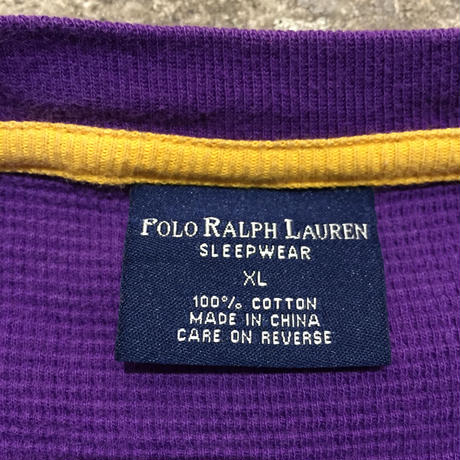 POLO RALPH LAUREN
SLEEPWEAR
XL
100% COTTON
MADE IN CHINA
CARE ON REVERSE